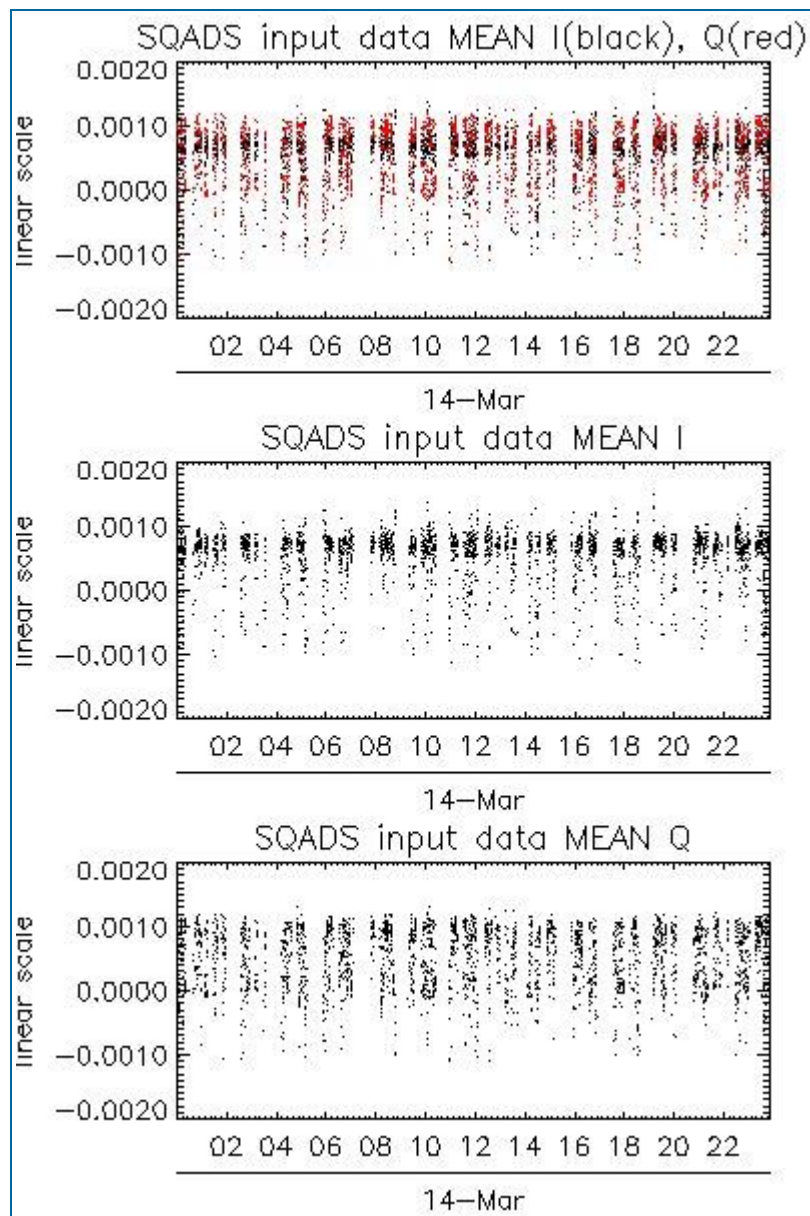 SQADS input data MEAN I(black), Q(red)
0.0020
0.0010
0.0000
−0.0010
−0.0020
linear scale
02 04 06 08 10 12 14 16 18 20 22
14−Mar
SQADS input data MEAN I
0.0020
0.0010
0.0000
−0.0010
−0.0020
linear scale
02 04 06 08 10 12 14 16 18 20 22
14−Mar
SQADS input data MEAN Q
0.0020
0.0010
0.0000
−0.0010
−0.0020
linear scale
02 04 06 08 10 12 14 16 18 20 22
14−Mar